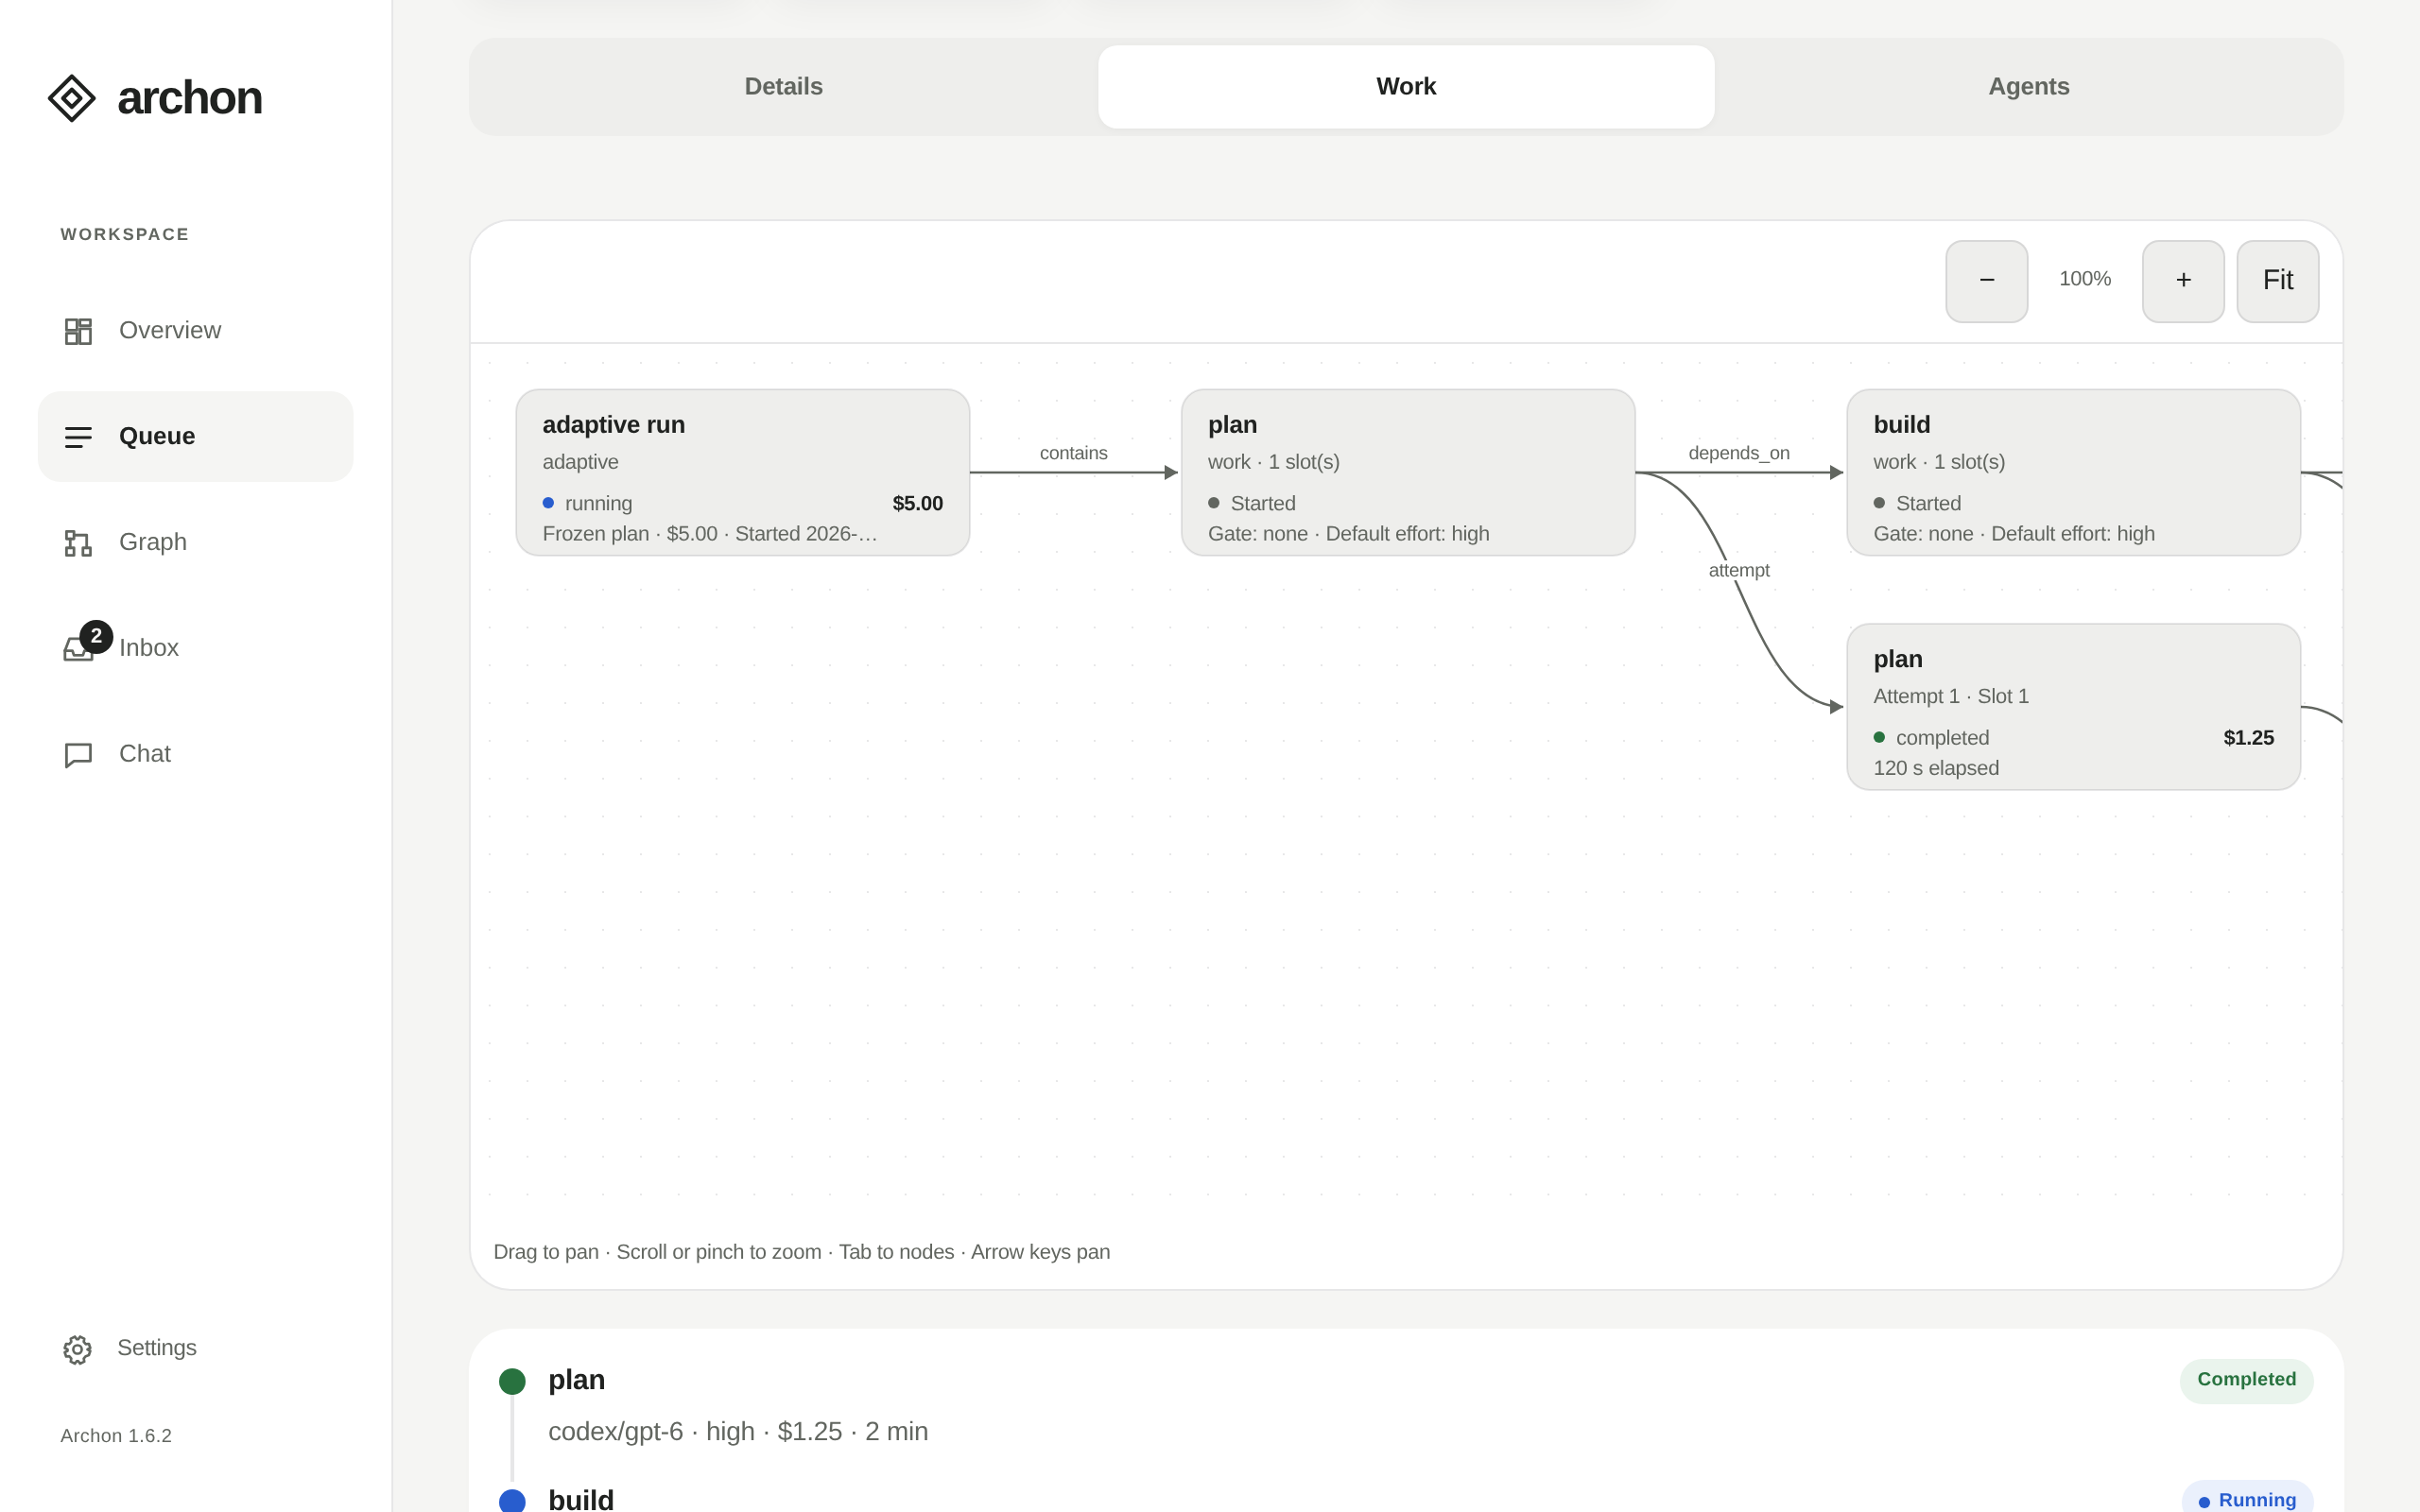 archon
WORKSPACE
Overview
Queue
Graph
2
Inbox
Chat
Settings
Archon 1.6.2
Details
Work
Agents
−
100%
+
Fit
adaptive run
adaptive
running
$5.00
Frozen plan · $5.00 · Started 2026-…
contains
plan
work · 1 slot(s)
Started
Gate: none · Default effort: high
depends_on
attempt
build
work · 1 slot(s)
Started
Gate: none · Default effort: high
plan
Attempt 1 · Slot 1
completed
$1.25
120 s elapsed
Drag to pan · Scroll or pinch to zoom · Tab to nodes · Arrow keys pan
plan
Completed
codex/gpt-6 · high · $1.25 · 2 min
build
Running